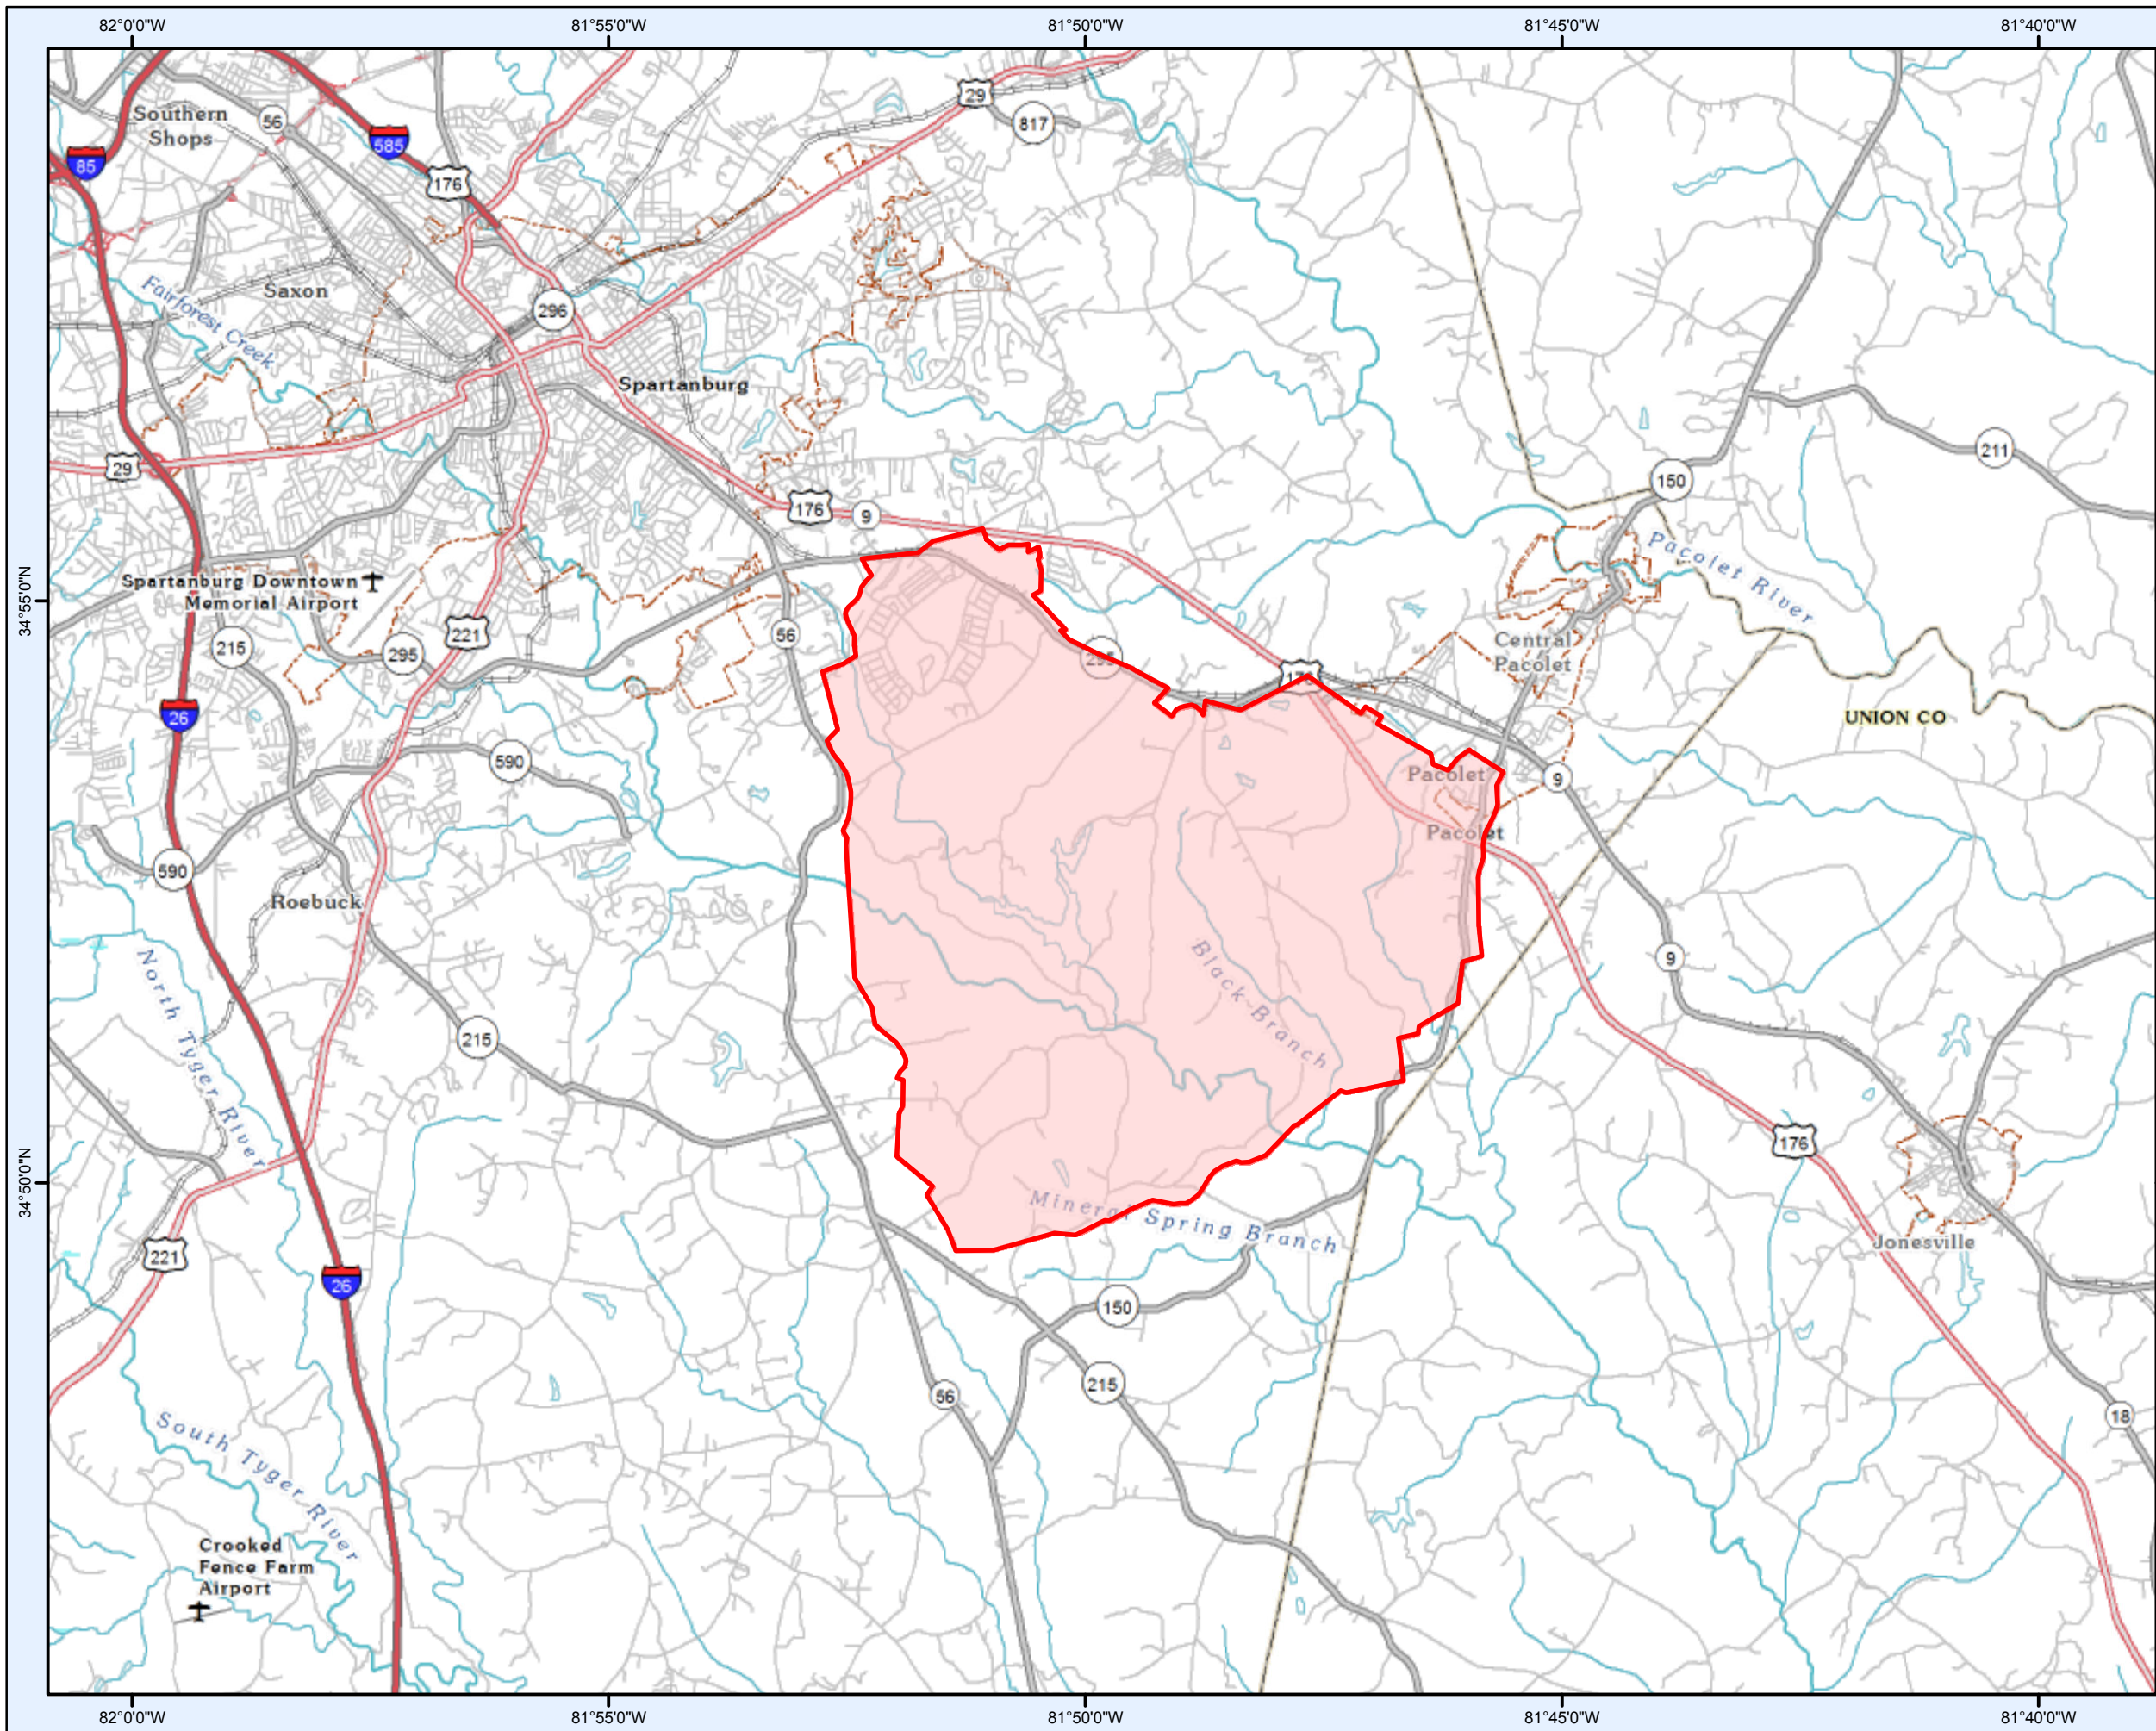 82°0'0"W
81°55'0"W
81°50'0"W
81°45'0"W
81°40'0"W
29
817
Southern
Shops
56
585
85
176
Fairforest Creek
Saxon
296
Spartanburg
211
29
150
176
9
Pacolet River
Spartanburg Downtown
Memorial Airport
34°55'0"N
215
295
221
56
295
Central
Pacolet
176
26
UNION CO
590
Pacolet
9
Pacolet
590
Roebuck
North Tyger River
Black Branch
9
215
176
34°50'0"N
Mineral Spring Branch
Jonesville
221
26
150
215
56
18
South Tyger River
Crooked
Fence Farm
Airport
82°0'0"W
81°55'0"W
81°50'0"W
81°45'0"W
81°40'0"W